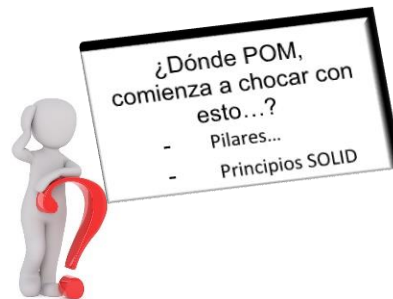 ¿Dónde POM,
comienza a chocar con
esto…?
- Pilares...
- Principios SOLID